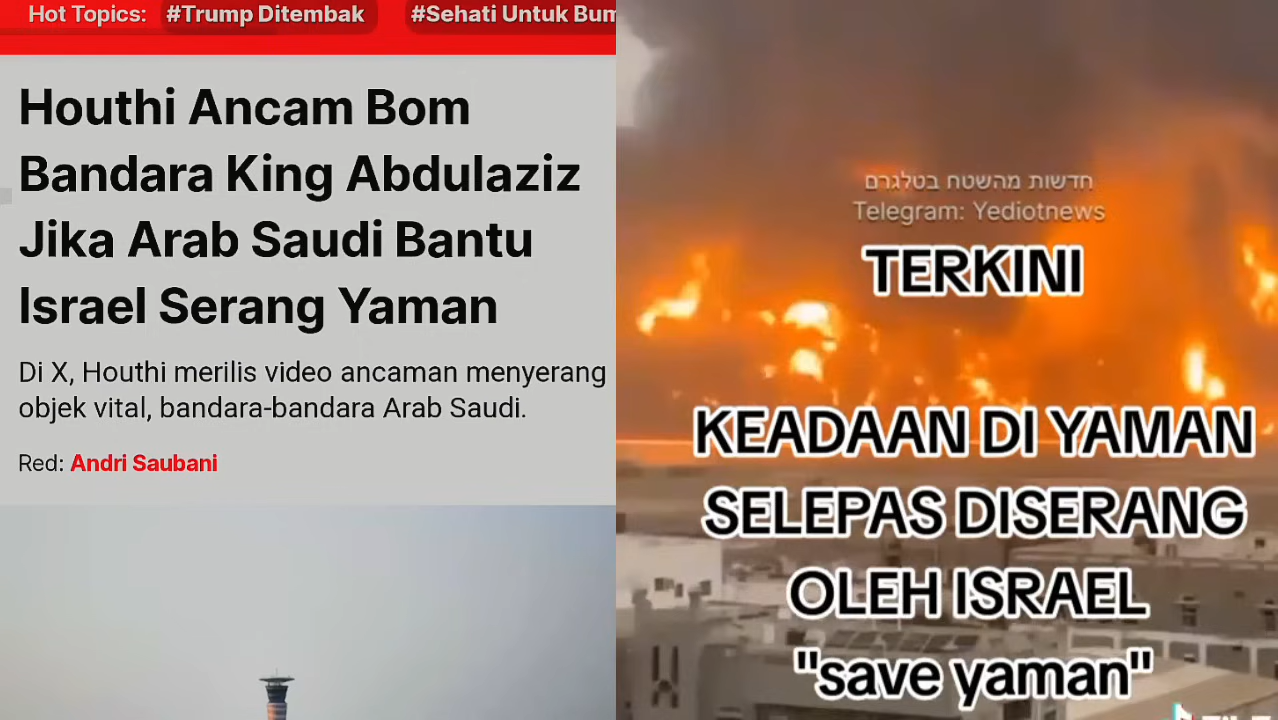 Hot Topics: #Trump Ditembak #Sehati Untuk Bum
Houthi Ancam Bom
Bandara King Abdulaziz
Jika Arab Saudi Bantu
Israel Serang Yaman
Di X, Houthi merilis video ancaman menyerang
objek vital, bandara-bandara Arab Saudi.
Red: Andri Saubani
חדשות מהשטח בטלגרם
Telegram: Yediotnews
TERKINI
KEADAAN DI YAMAN
SELEPAS DISERANG
OLEH ISRAEL
"save yaman"